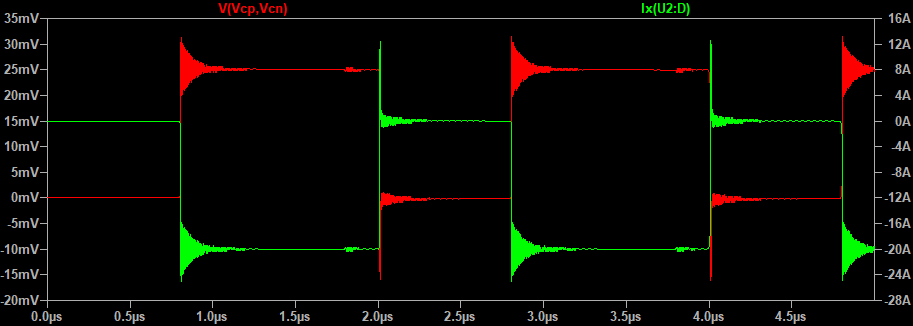 V(Vcp,Vcn) Ix(U2:D)
35mV 16A
30mV 12A
25mV 8A
20mV 4A
15mV 0A
10mV -4A
5mV -8A
0mV -12A
-5mV -16A
-10mV -20A
-15mV -24A
-20mV -28A
0.0µs 0.5µs 1.0µs 1.5µs 2.0µs 2.5µs 3.0µs 3.5µs 4.0µs 4.5µs